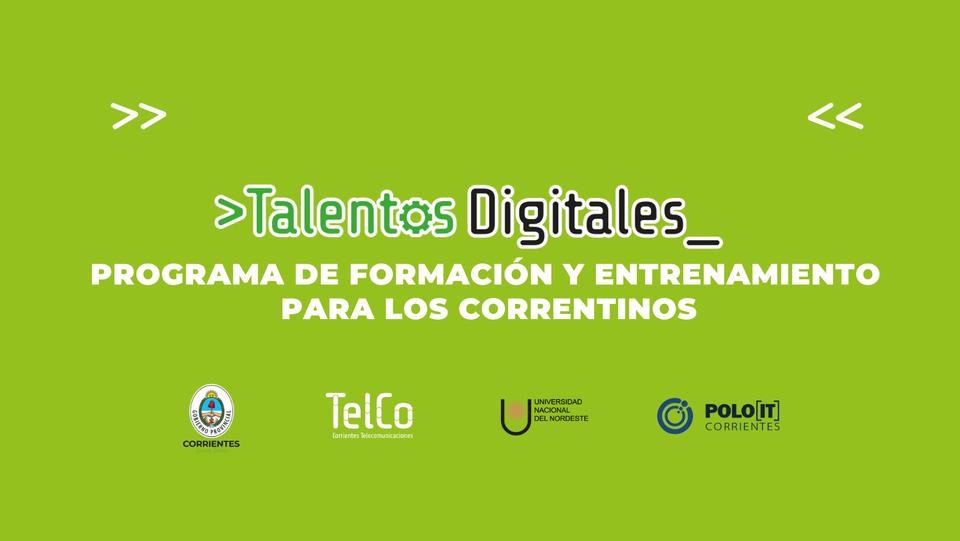 >> <<
>Talentos Digitales_
PROGRAMA DE FORMACIÓN Y ENTRENAMIENTO
PARA LOS CORRENTINOS
GOBIERNO PROVINCIAL
CORRIENTES
TelCo
Corrientes Telecomunicaciones
UNIVERSIDAD
NACIONAL
DEL NORDESTE
POLO[IT]
CORRIENTES